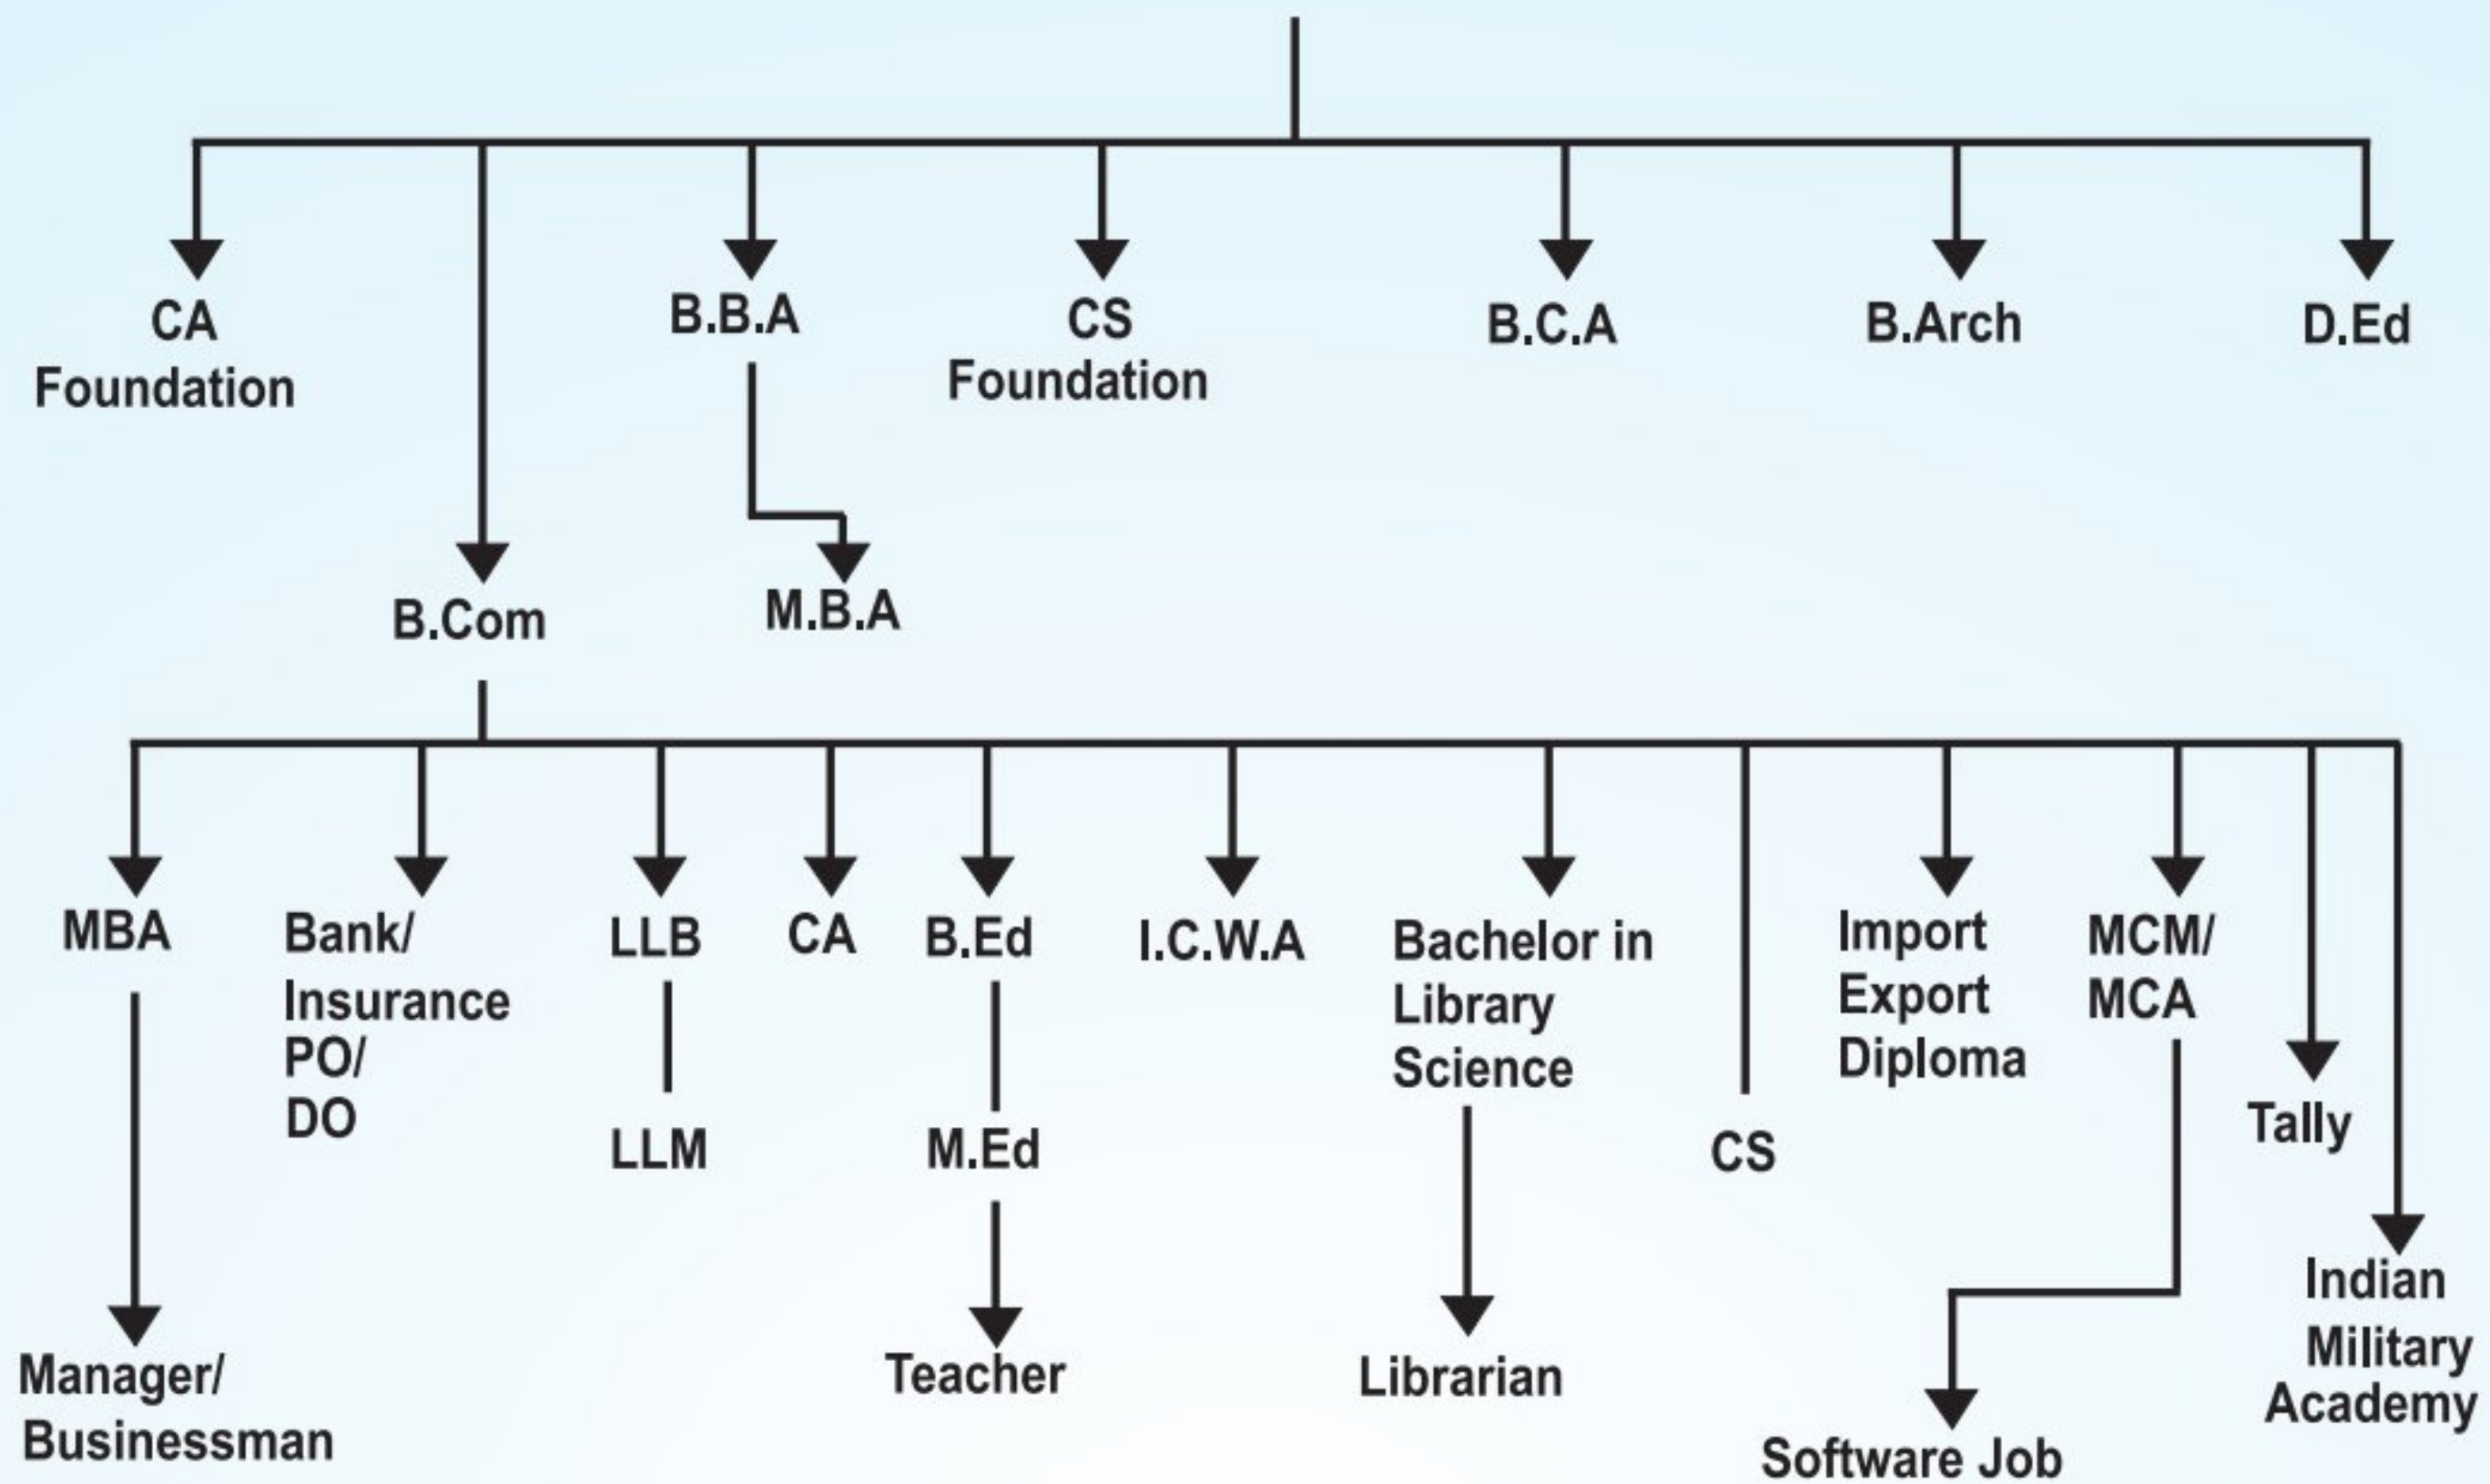 CA
Foundation
B.B.A
CS
Foundation
B.C.A
B.Arch
D.Ed
B.Com
M.B.A
MBA
Bank/
Insurance
PO/
DO
LLB
CA
B.Ed
I.C.W.A
Bachelor in
Library
Science
CS
Import
Export
Diploma
MCM/
MCA
Tally
Indian
Military
Academy
LLM
M.Ed
Manager/
Businessman
Teacher
Librarian
Software Job